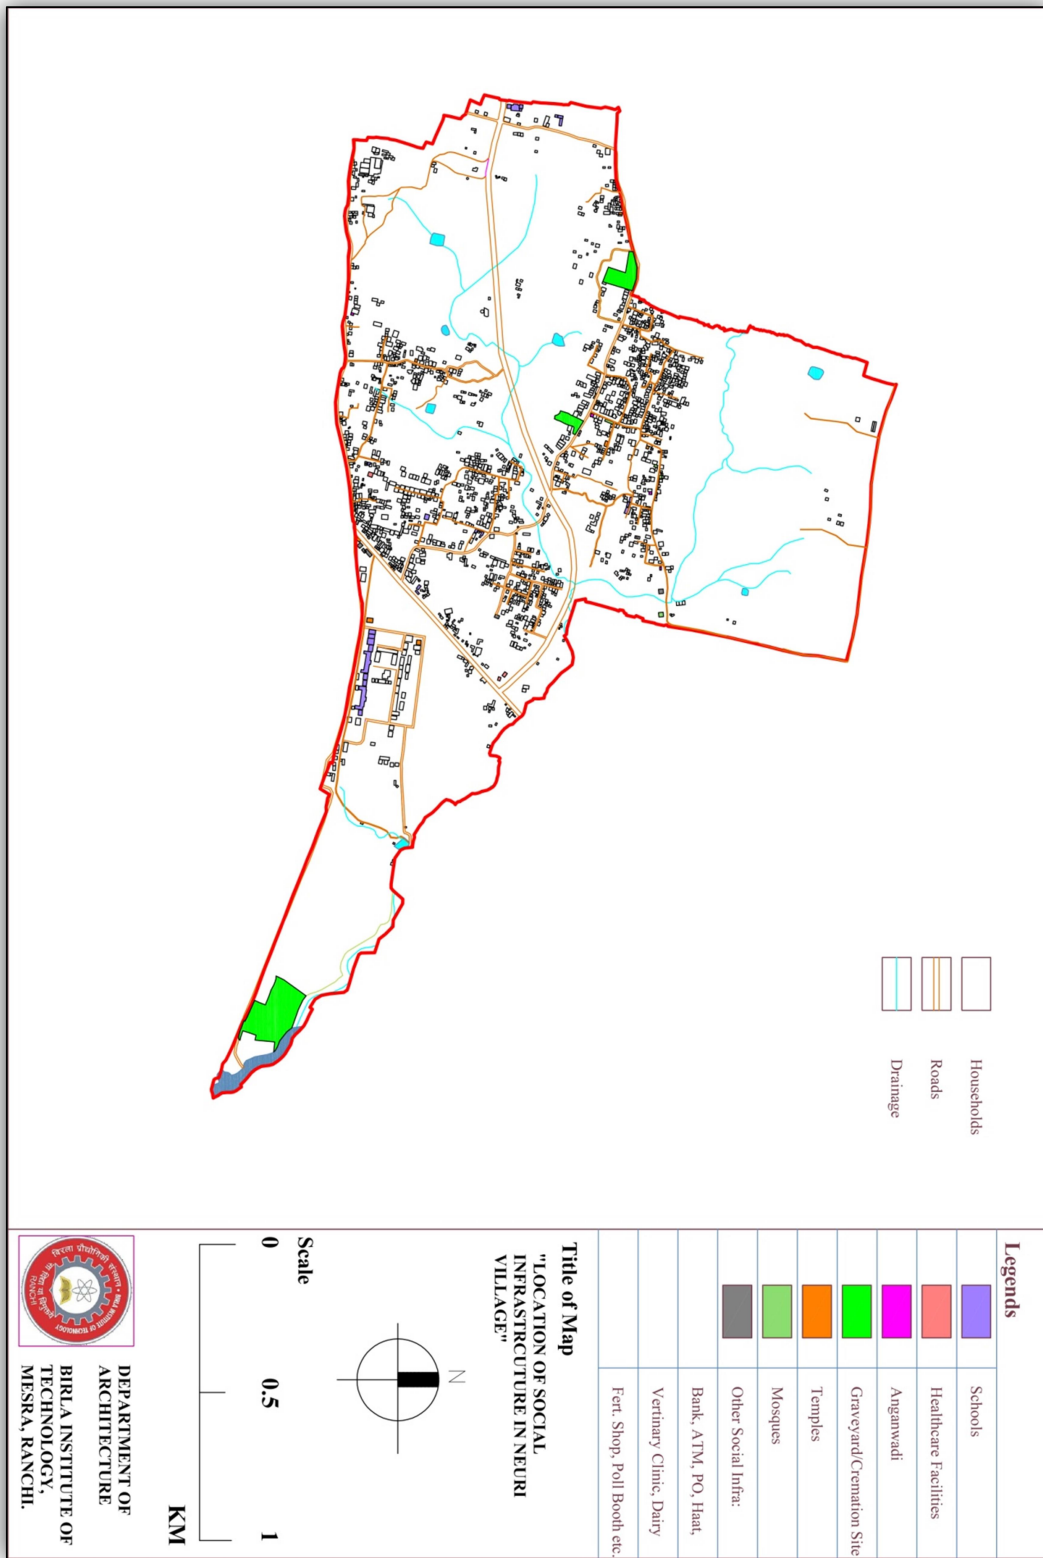 Households
Roads
Drainage
Legends
Schools
Healthcare Facilities
Anganwadi
Graveyard/Cremation Site
Temples
Mosques
Other Social Infra:
Bank, ATM, PO, Haat,
Vertinary Clinic, Dairy
Fert. Shop, Poll Booth etc.
Title of Map
"LOCATION OF SOCIAL
INFRASTRCUTURE IN NEURI
VILLAGE"
N
Scale
0 0.5 1
KM
DEPARTMENT OF
ARCHITECTURE
BIRLA INSTITUTE OF
TECHNOLOGY,
MESRA, RANCHI.
RANCHI